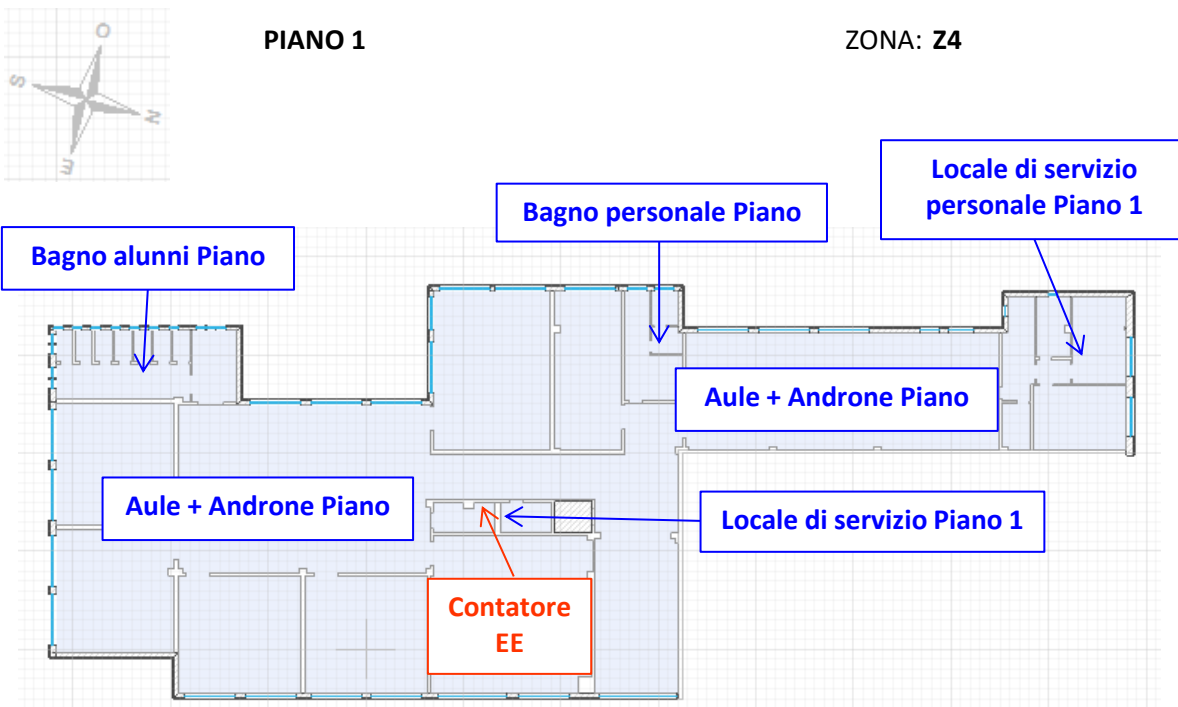 O
S
N
E
PIANO 1
ZONA: Z4
Locale di servizio
personale Piano 1
Bagno personale Piano
Bagno alunni Piano
Aule + Androne Piano
Aule + Androne Piano
Locale di servizio Piano 1
Contatore
EE